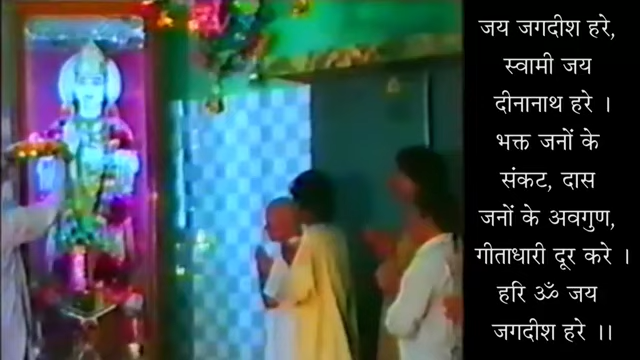 जय जगदीश हरे,
स्वामी जय
दीनानाथ हरे ।
भक्त जनों के
संकट, दास
जनों के अवगुण,
गीताधारी दूर करे ।
हरि ॐ जय
जगदीश हरे ।।